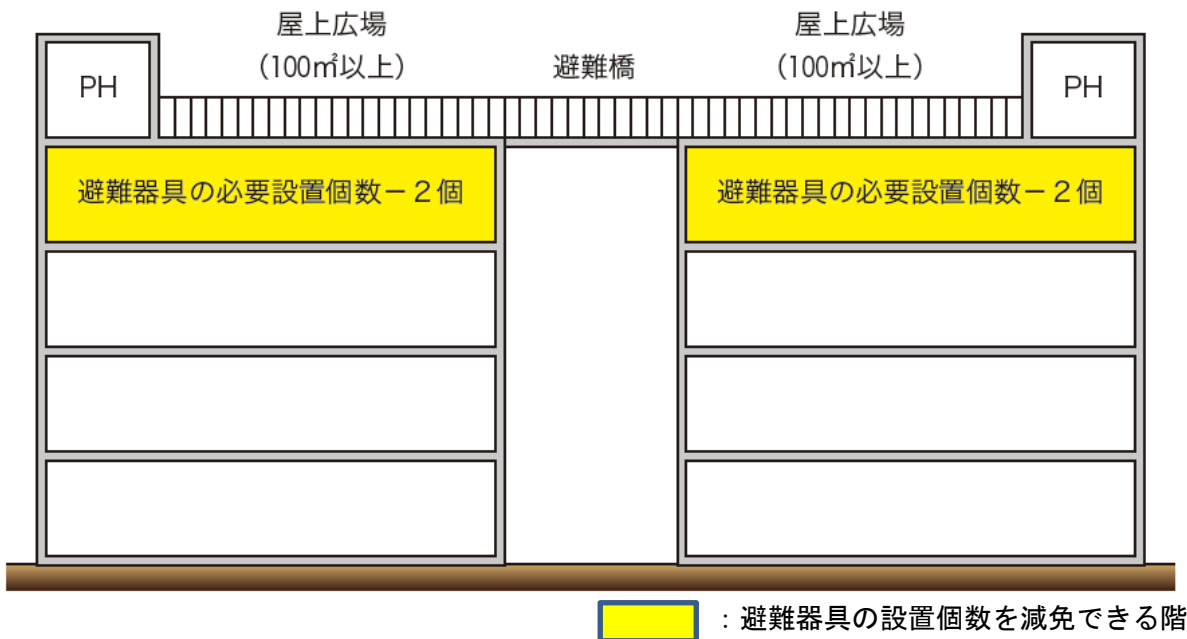 屋上広場
（100㎡以上）
避難橋
屋上広場
（100㎡以上）
PH
PH
避難器具の必要設置個数－２個
避難器具の必要設置個数－２個
：避難器具の設置個数を減免できる階